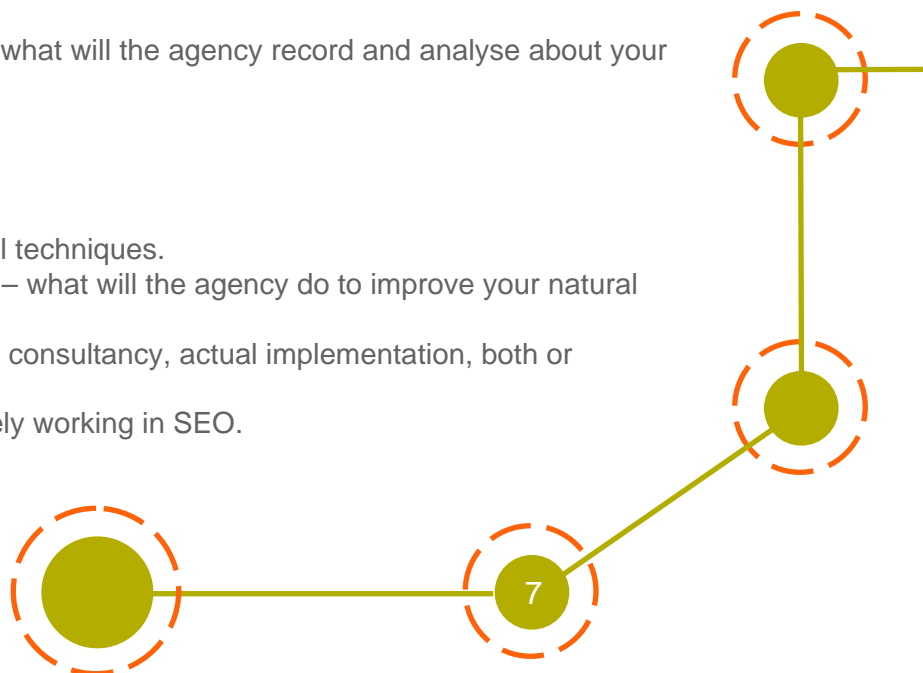 what will the agency record and analyse about your
l techniques.
– what will the agency do to improve your natural
consultancy, actual implementation, both or
ely working in SEO.
7